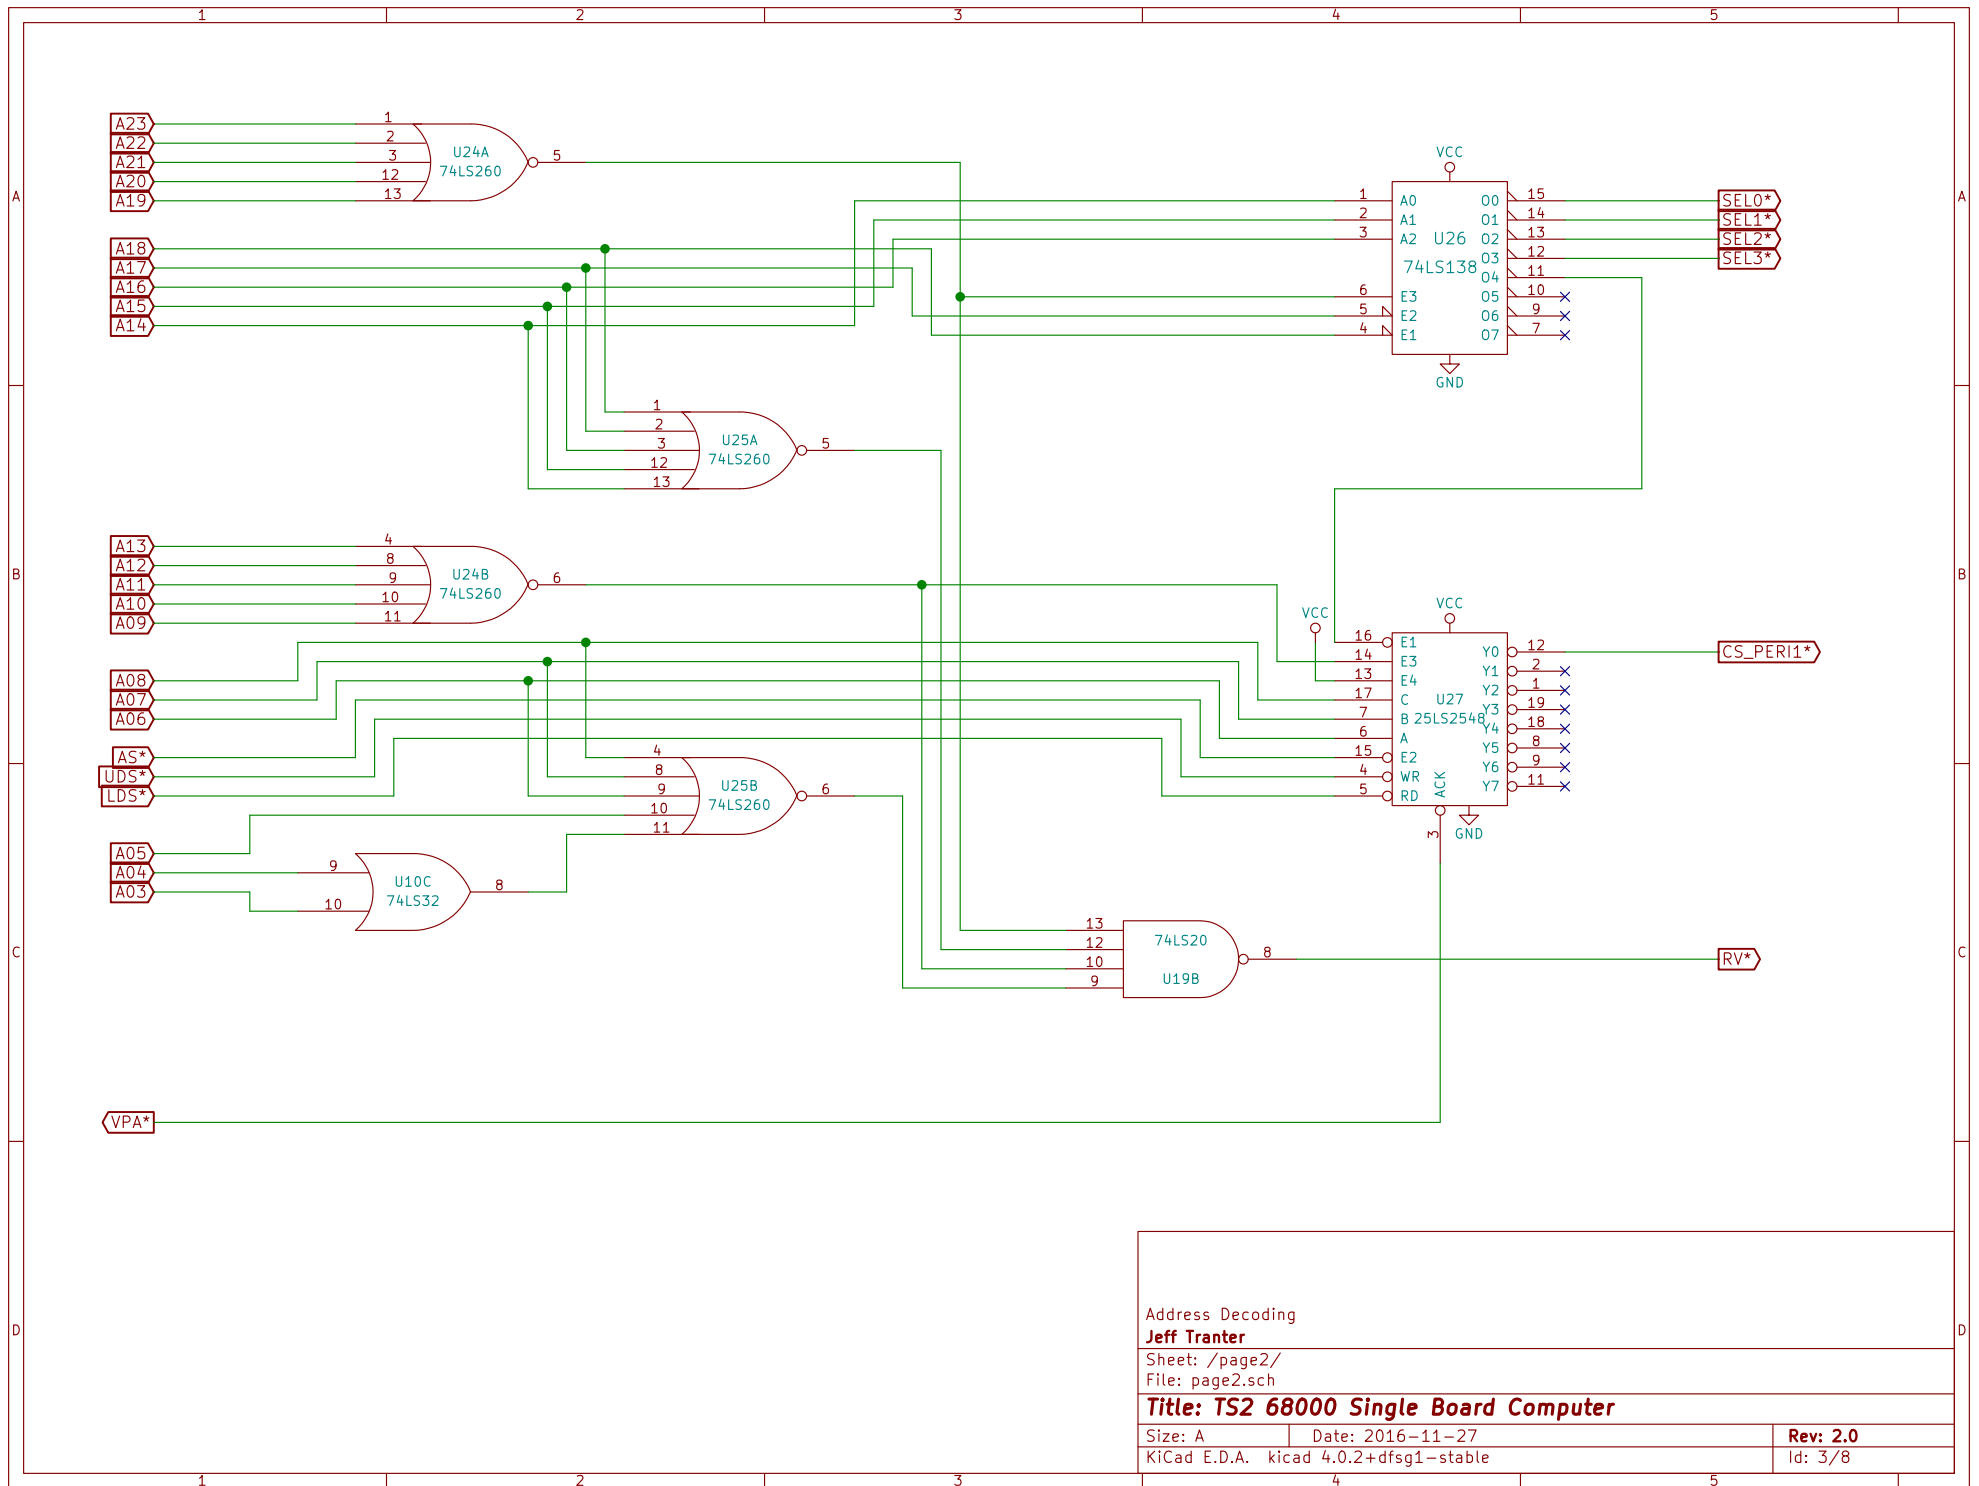 1 2 3 4 5
A A
B B
C C
D D
1 2 3 4 5
A23
A22
A21
A20
A19
1
2
3
12
13
U24A
74LS260
5
A18
A17
A16
A15
A14
1
2
3
12
13
U25A
74LS260
5
VCC
1 A0 O0 15
2 A1 O1 14
3 A2 U26 O2 13
O3 12
74LS138
O4 11
6 E3 O5 10
5 E2 O6 9
4 E1 O7 7
GND
SEL0*
SEL1*
SEL2*
SEL3*
A13
A12
A11
A10
A09
4
8
9
10
11
U24B
74LS260
6
A08
A07
A06
AS*
UDS*
LDS*
4
8
9
10
11
U25B
74LS260
6
A05
A04
A03
9
10
U10C
74LS32
8
VCC
VCC
16 E1 Y0 12
14 E3 Y1 2
13 E4 Y2 1
17 C U27 Y3 19
7 B 25LS2548 Y4 18
6 A Y5 8
15 E2 Y6 9
4 WR Y7 11
5 RD
ACK
3
GND
CS_PERI1*
13
12
10
9
74LS20
U19B
8
RV*
VPA*
Address Decoding
Jeff Tranter
Sheet: /page2/
File: page2.sch
Title: TS2 68000 Single Board Computer
Size: A Date: 2016-11-27 Rev: 2.0
KiCad E.D.A. kicad 4.0.2+dfsg1-stable Id: 3/8